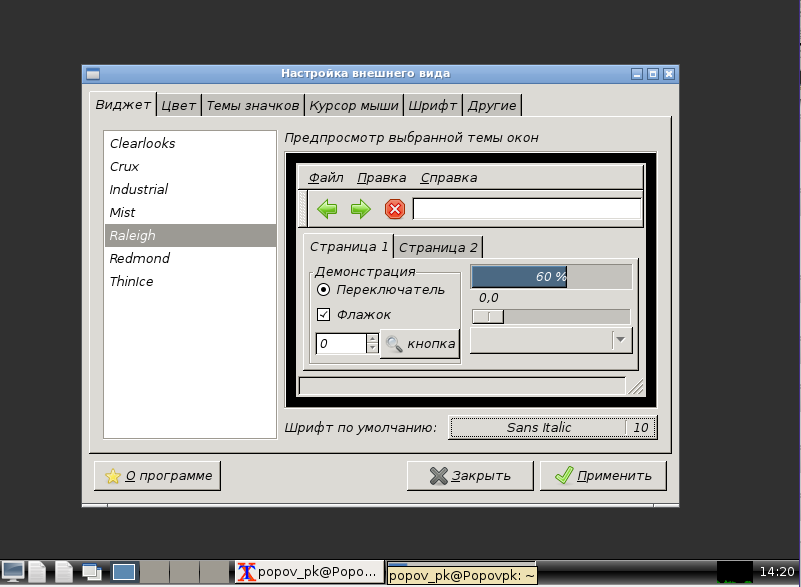 Настройка внешнего вида
Виджет Цвет Темы значков Курсор мыши Шрифт Другие
Clearlooks
Crux
Industrial
Mist
Raleigh
Redmond
ThinIce
Предпросмотр выбранной темы окон
Файл Правка Справка
Страница 1 Страница 2
Демонстрация
Переключатель
Флажок
0 кнопка
60 %
0,0
Шрифт по умолчанию: Sans Italic 10
О программе Закрыть Применить
popov_pk@Popo... popov_pk@Popovpk: ~ 14:20